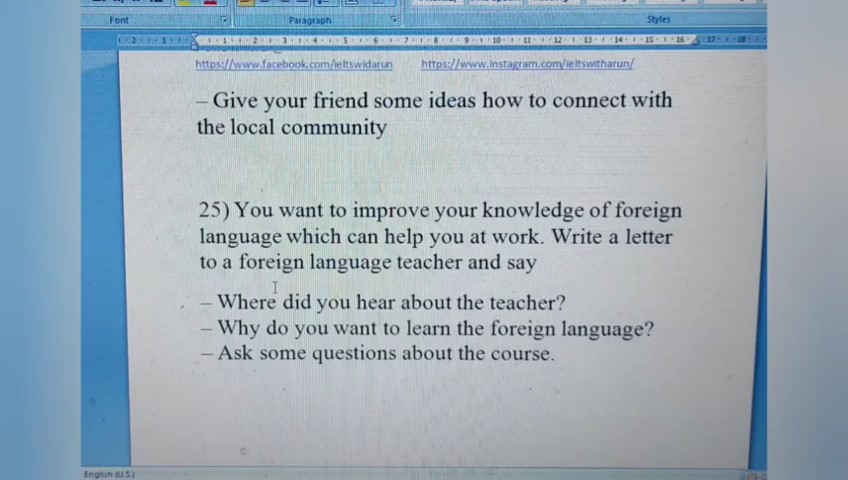 Font Paragraph Styles
https://www.facebook.com/ieltswidarun https://www.instagram.com/ieltswitharun/
– Give your friend some ideas how to connect with
the local community
25) You want to improve your knowledge of foreign
language which can help you at work. Write a letter
to a foreign language teacher and say
– Where did you hear about the teacher?
– Why do you want to learn the foreign language?
– Ask some questions about the course.
English (U.S.)